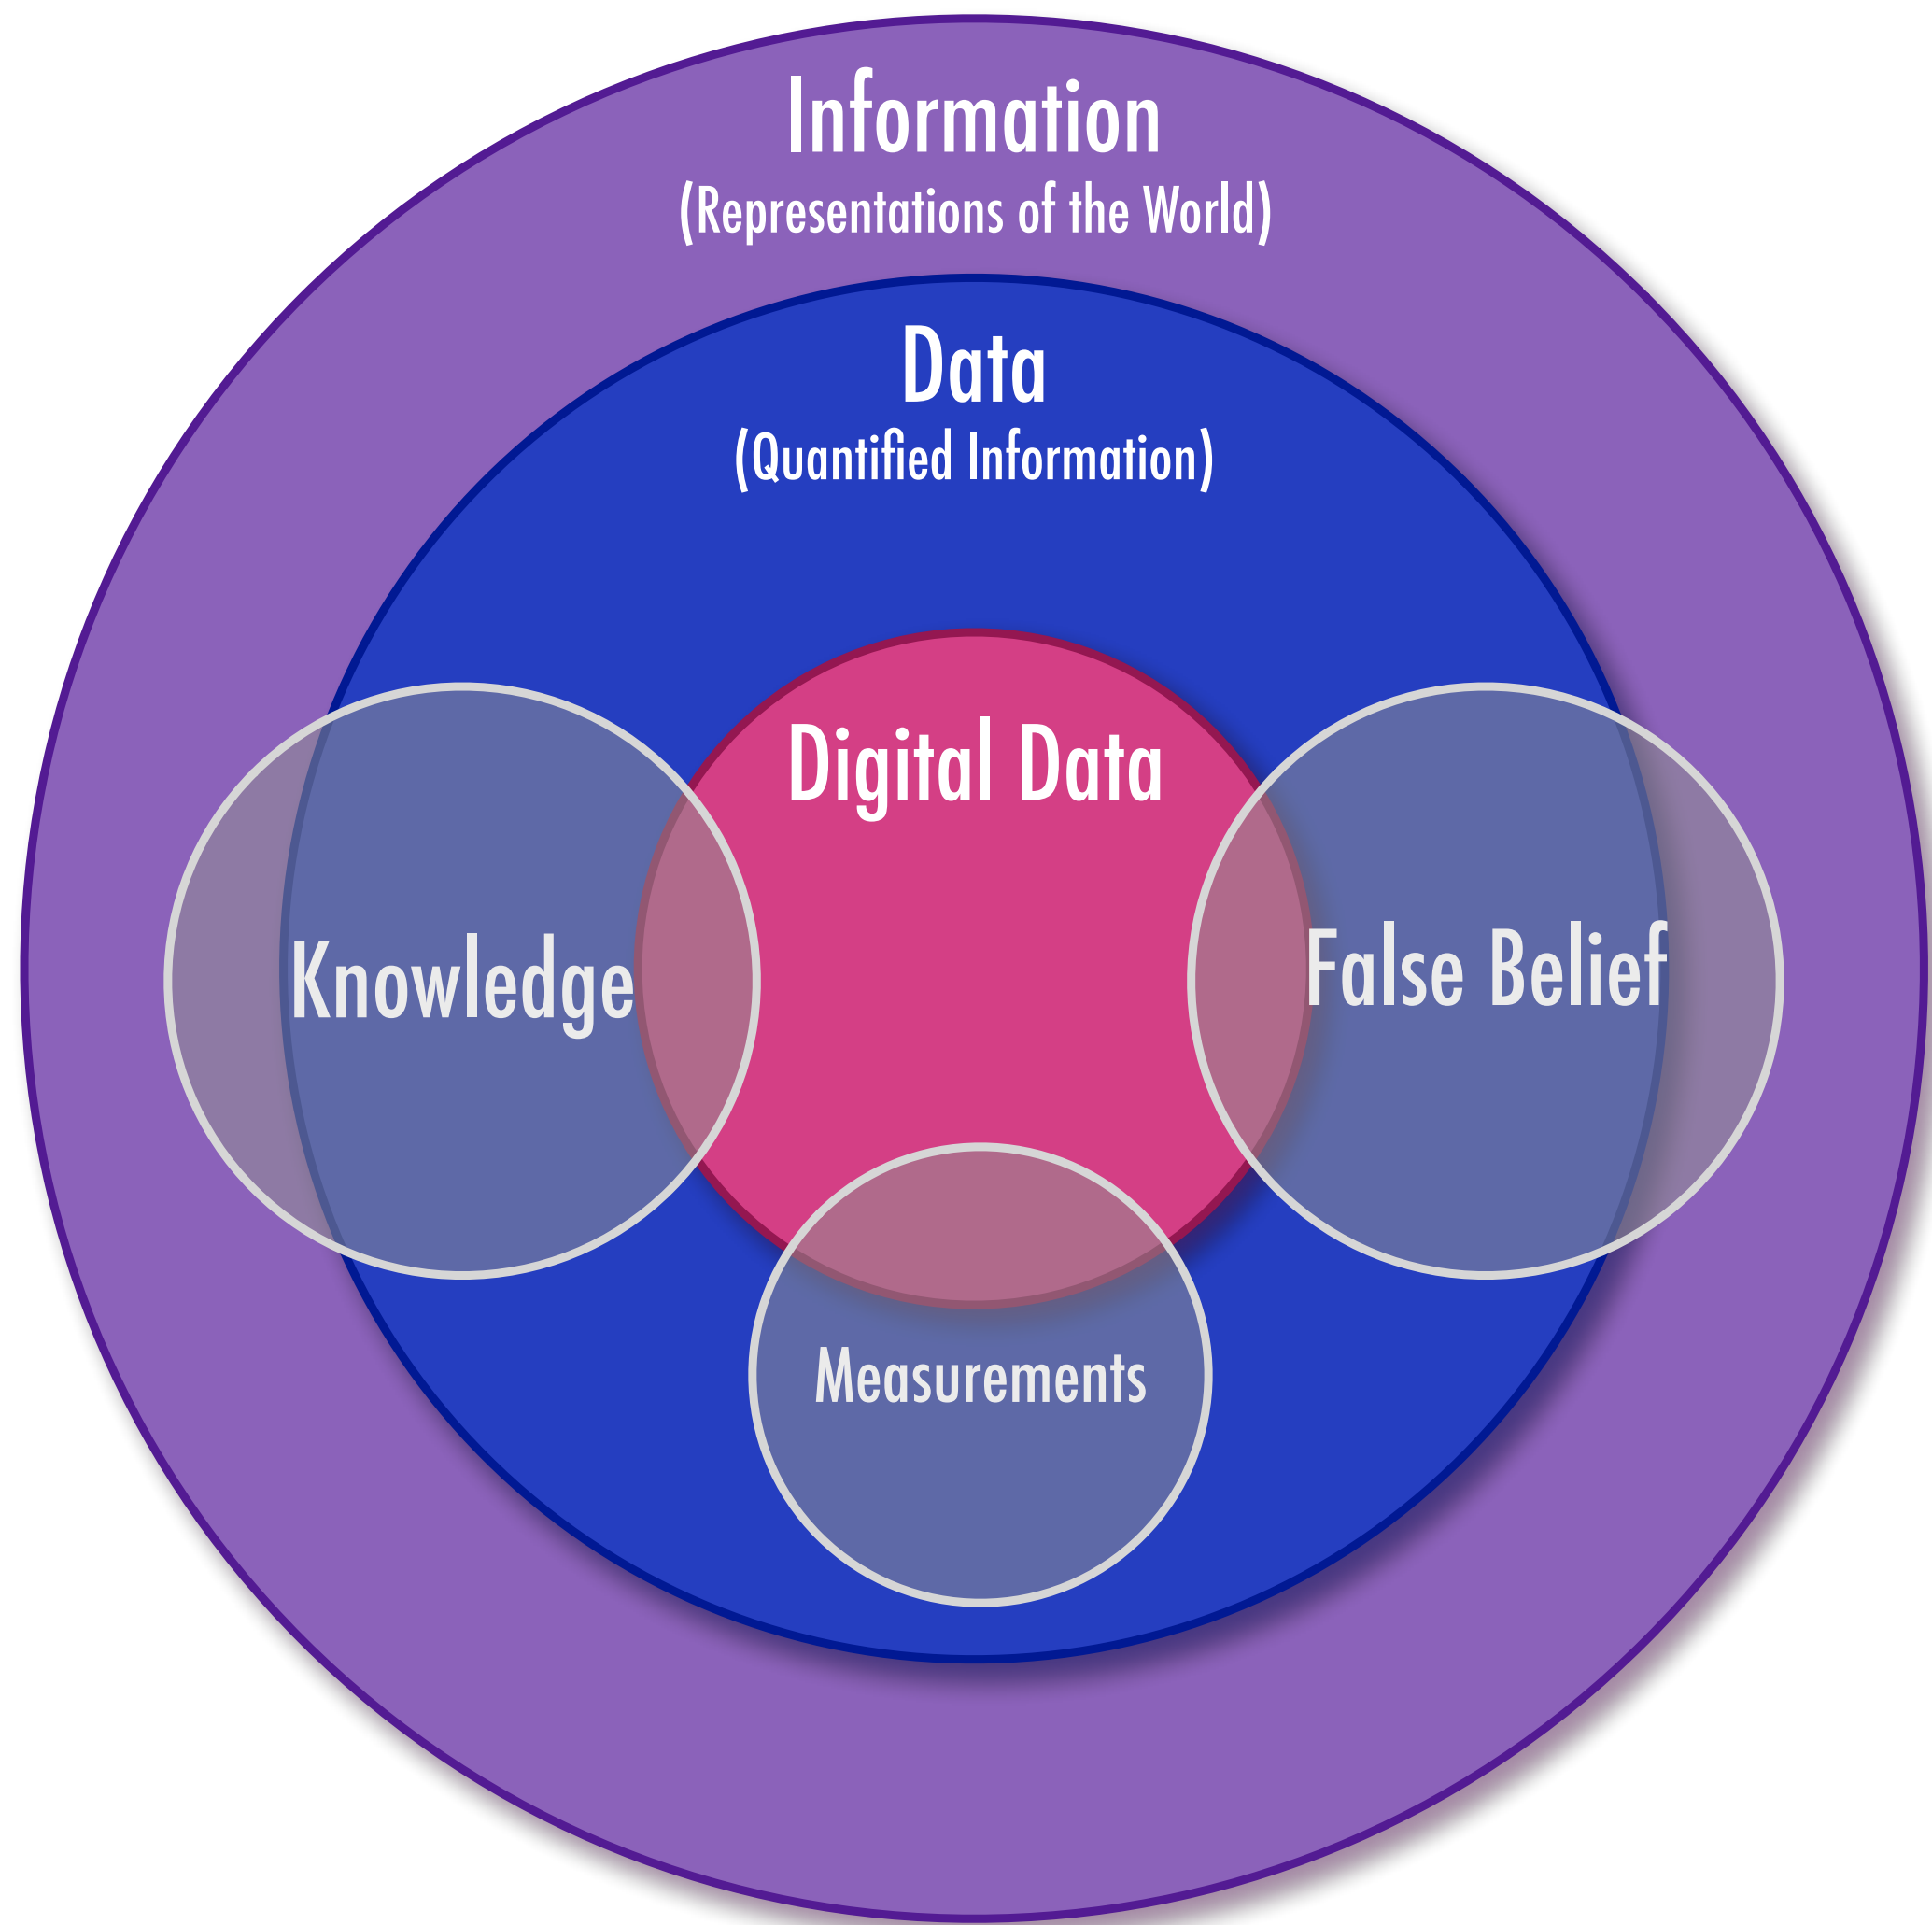 Information
(Representations of the World)
Data
(Quantified Information)
Digital Data
Knowledge
False Belief
Measurements